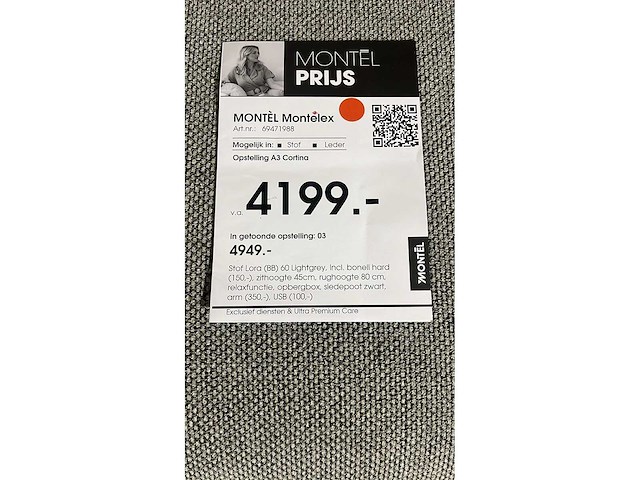 MONTÈL
PRIJS
MONTÈL Montelex
Art.nr.: 69471988
Mogelijk in: Stof Leder
Opstelling A3 Cortina
v.a. 4199.-
In getoonde opstelling: 03
4949.-
Stof Lora (BB) 60 Lightgrey, Incl. bonell hard
(150,-), zithoogte 45cm, rughoogte 80 cm,
relaxfunctie, opbergbox, sledepoot zwart,
arm (350,-), USB (100,-)
MONTÈL
Exclusief diensten & Ultra Premium Care